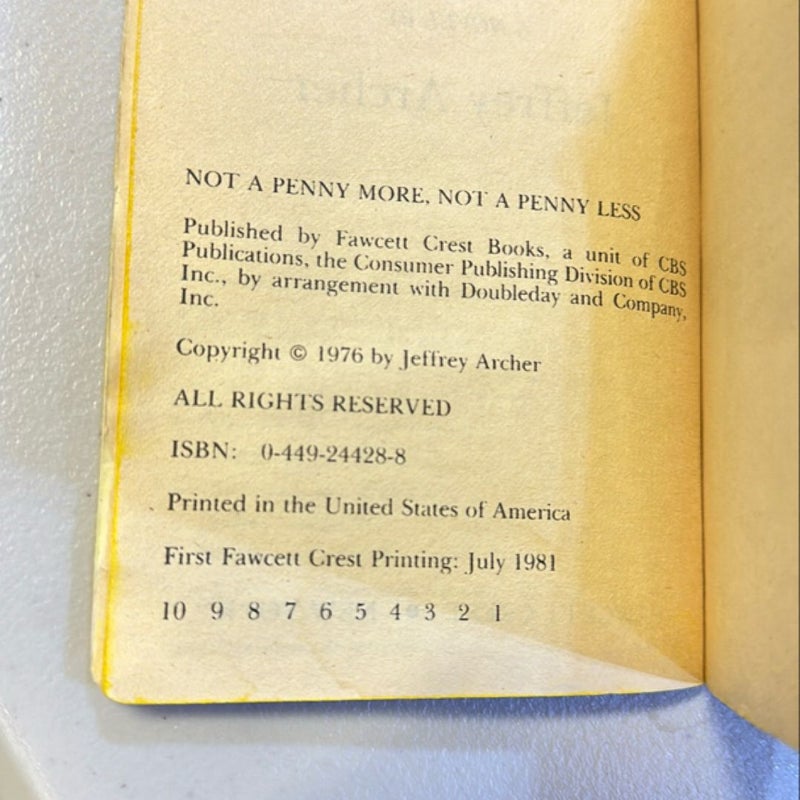 NOT A PENNY MORE, NOT A PENNY LESS
Published by Fawcett Crest Books, a unit of CBS
Publications, the Consumer Publishing Division of CBS
Inc., by arrangement with Doubleday and Company,
Inc.
Copyright © 1976 by Jeffrey Archer
ALL RIGHTS RESERVED
ISBN: 0-449-24428-8
Printed in the United States of America
First Fawcett Crest Printing: July 1981
10 9 8 7 6 5 4 3 2 1